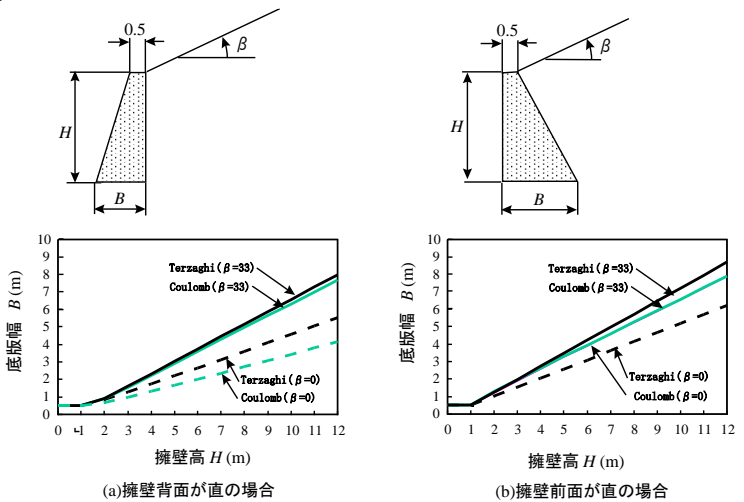 0.5
β
H
B
0.5
β
H
B
10
9
8
7
6
5
4
3
2
1
0
底版幅 B (m)
Terzaghi(β=33)
Coulomb(β=33)
Terzaghi(β=0)
Coulomb(β=0)
0 1 2 3 4 5 6 7 8 9 10 11 12
擁壁高 H (m)
(a)擁壁背面が直の場合
10
9
8
7
6
5
4
3
2
1
0
底版幅 B (m)
Terzaghi(β=33)
Coulomb(β=33)
Terzaghi(β=0)
Coulomb(β=0)
0 1 2 3 4 5 6 7 8 9 10 11 12
擁壁高 H (m)
(b)擁壁前面が直の場合